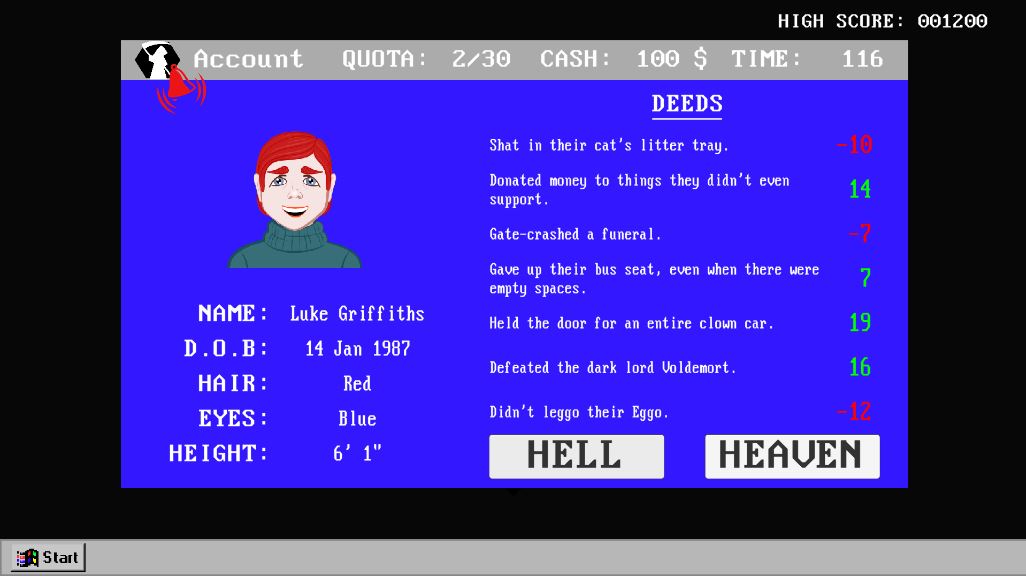 HIGH SCORE: 001200
Account QUOTA: 2/30 CASH: 100 $ TIME: 116
DEEDS
Shat in their cat's litter tray. -10
Donated money to things they didn't even
support. 14
Gate-crashed a funeral. -7
Gave up their bus seat, even when there were
empty spaces. 7
Held the door for an entire clown car. 19
Defeated the dark lord Voldemort. 16
Didn't leggo their Eggo. -12
NAME: Luke Griffiths
D.O.B: 14 Jan 1987
HAIR: Red
EYES: Blue
HEIGHT: 6' 1"
HELL HEAVEN
Start